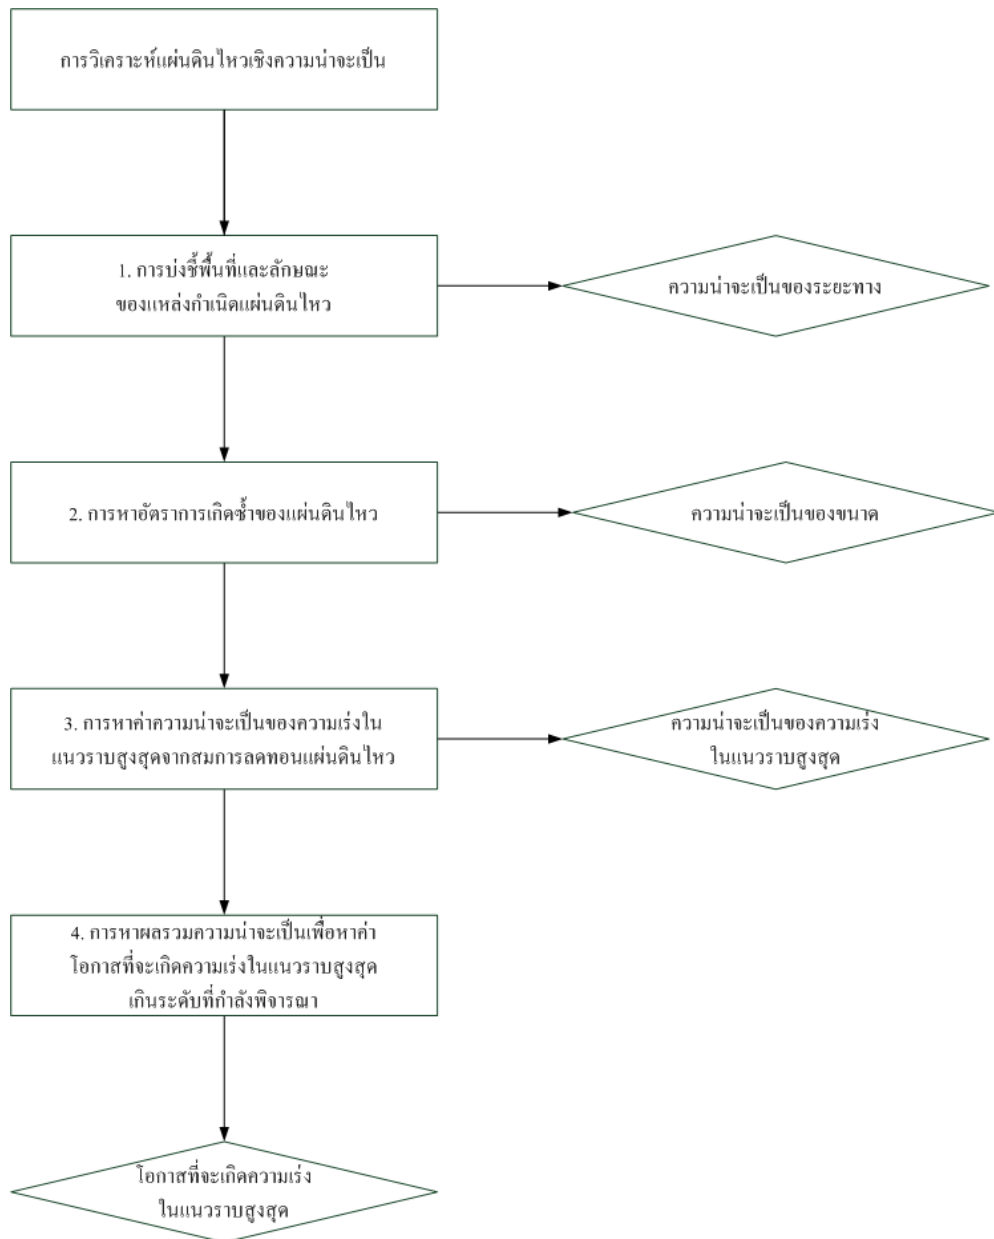 การวิเคราะห์แผ่นดินไหวเชิงความน่าจะเป็น
1. การบ่งชี้พื้นที่และลักษณะ
ของแหล่งกำเนิดแผ่นดินไหว
ความน่าจะเป็นของระยะทาง
2. การหาอัตราการเกิดซ้ำของแผ่นดินไหว
ความน่าจะเป็นของขนาด
3. การหาค่าความน่าจะเป็นของความเร่งใน
แนวราบสูงสุดจากสมการลดทอนแผ่นดินไหว
ความน่าจะเป็นของความเร่ง
ในแนวราบสูงสุด
4. การหาผลรวมความน่าจะเป็นเพื่อหาค่า
โอกาสที่จะเกิดความเร่งในแนวราบสูงสุด
เกินระดับที่กำลังพิจารณา
โอกาสที่จะเกิดความเร่ง
ในแนวราบสูงสุด